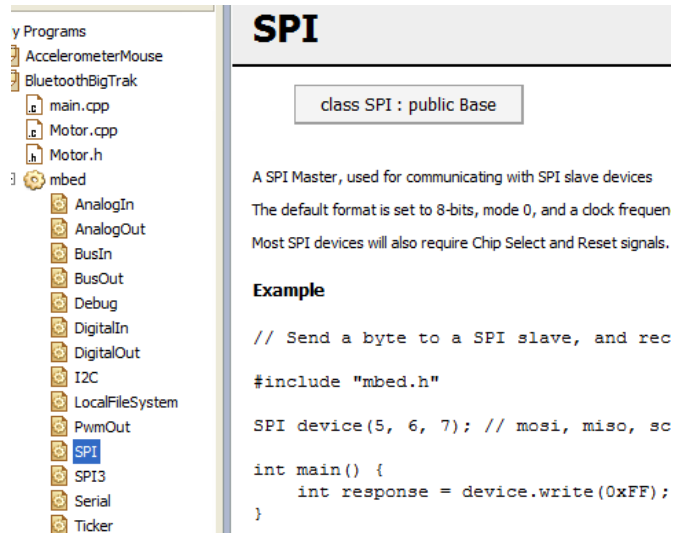 y Programs
AccelerometerMouse
BluetoothBigTrak
main.cpp
Motor.cpp
Motor.h
mbed
AnalogIn
AnalogOut
BusIn
BusOut
Debug
DigitalIn
DigitalOut
I2C
LocalFileSystem
PwmOut
SPI
SPI3
Serial
Ticker
SPI
class SPI : public Base
A SPI Master, used for communicating with SPI slave devices
The default format is set to 8-bits, mode 0, and a clock frequen
Most SPI devices will also require Chip Select and Reset signals.
Example
// Send a byte to a SPI slave, and rec
#include "mbed.h"
SPI device(5, 6, 7); // mosi, miso, sc
int main() {
    int response = device.write(0xFF);
}